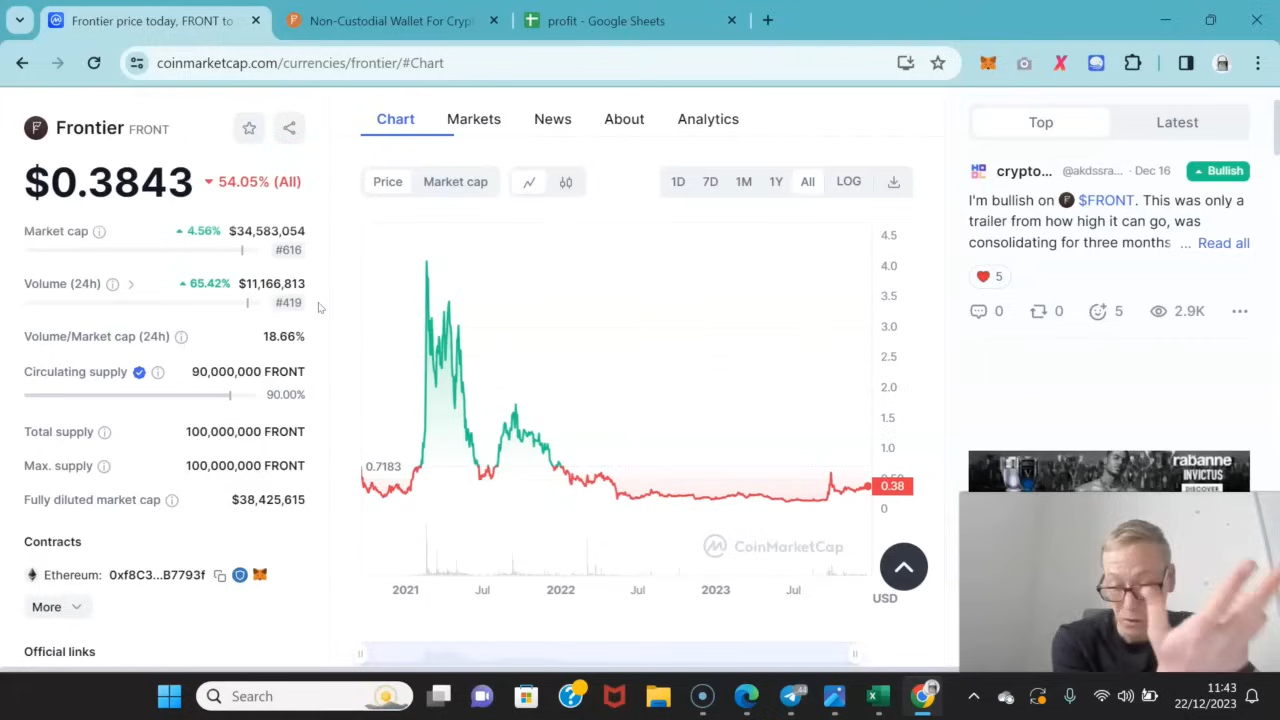 Frontier price today, FRONT to
Non-Custodial Wallet For Cryp
profit - Google Sheets
coinmarketcap.com/currencies/frontier/#Chart
Frontier FRONT
$0.3843 54.05% (All)
Market cap 4.56% $34,583,054
#616
Volume (24h) 65.42% $11,166,813
#419
Volume/Market cap (24h) 18.66%
Circulating supply 90,000,000 FRONT
90.00%
Total supply 100,000,000 FRONT
Max. supply 100,000,000 FRONT
Fully diluted market cap $38,425,615
Contracts
Ethereum: 0xf8C3...B7793f
More
Official links
Chart Markets News About Analytics
Price Market cap
1D 7D 1M 1Y All LOG
4.5
4.0
3.5
3.0
2.5
2.0
1.5
1.0
0.7183
0.38
0
CoinMarketCap
2021 Jul 2022 Jul 2023 Jul
USD
Top Latest
crypto... @akdssra... · Dec 16 Bullish
I'm bullish on $FRONT. This was only a
trailer from how high it can go, was
consolidating for three months ... Read all
5
0 0 5 2.9K
rabanne
INVICTUS
DISCOVER
Search
11:43
22/12/2023